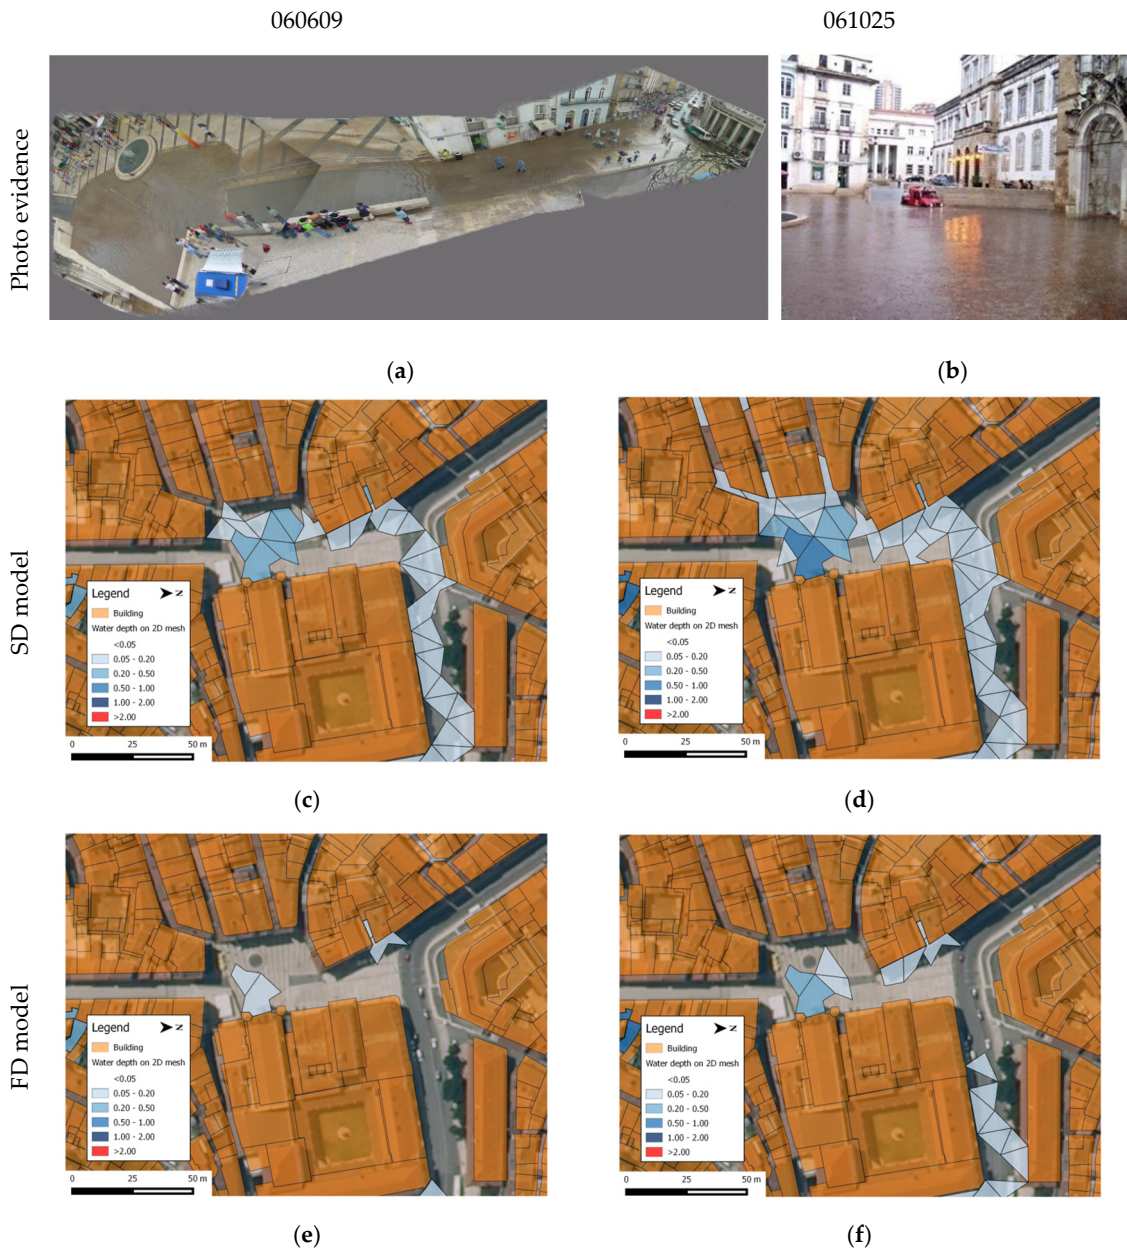 060609
061025
Photo evidence
(a)
(b)
SD model
Legend
N
Building
Water depth on 2D mesh
<0.05
0.05 - 0.20
0.20 - 0.50
0.50 - 1.00
1.00 - 2.00
>2.00
0
25
50 m
Legend
N
Building
Water depth on 2D mesh
<0.05
0.05 - 0.20
0.20 - 0.50
0.50 - 1.00
1.00 - 2.00
>2.00
0
25
50 m
(c)
(d)
FD model
Legend
N
Building
Water depth on 2D mesh
<0.05
0.05 - 0.20
0.20 - 0.50
0.50 - 1.00
1.00 - 2.00
>2.00
0
25
50 m
Legend
N
Building
Water depth on 2D mesh
<0.05
0.05 - 0.20
0.20 - 0.50
0.50 - 1.00
1.00 - 2.00
>2.00
0
25
50 m
(e)
(f)